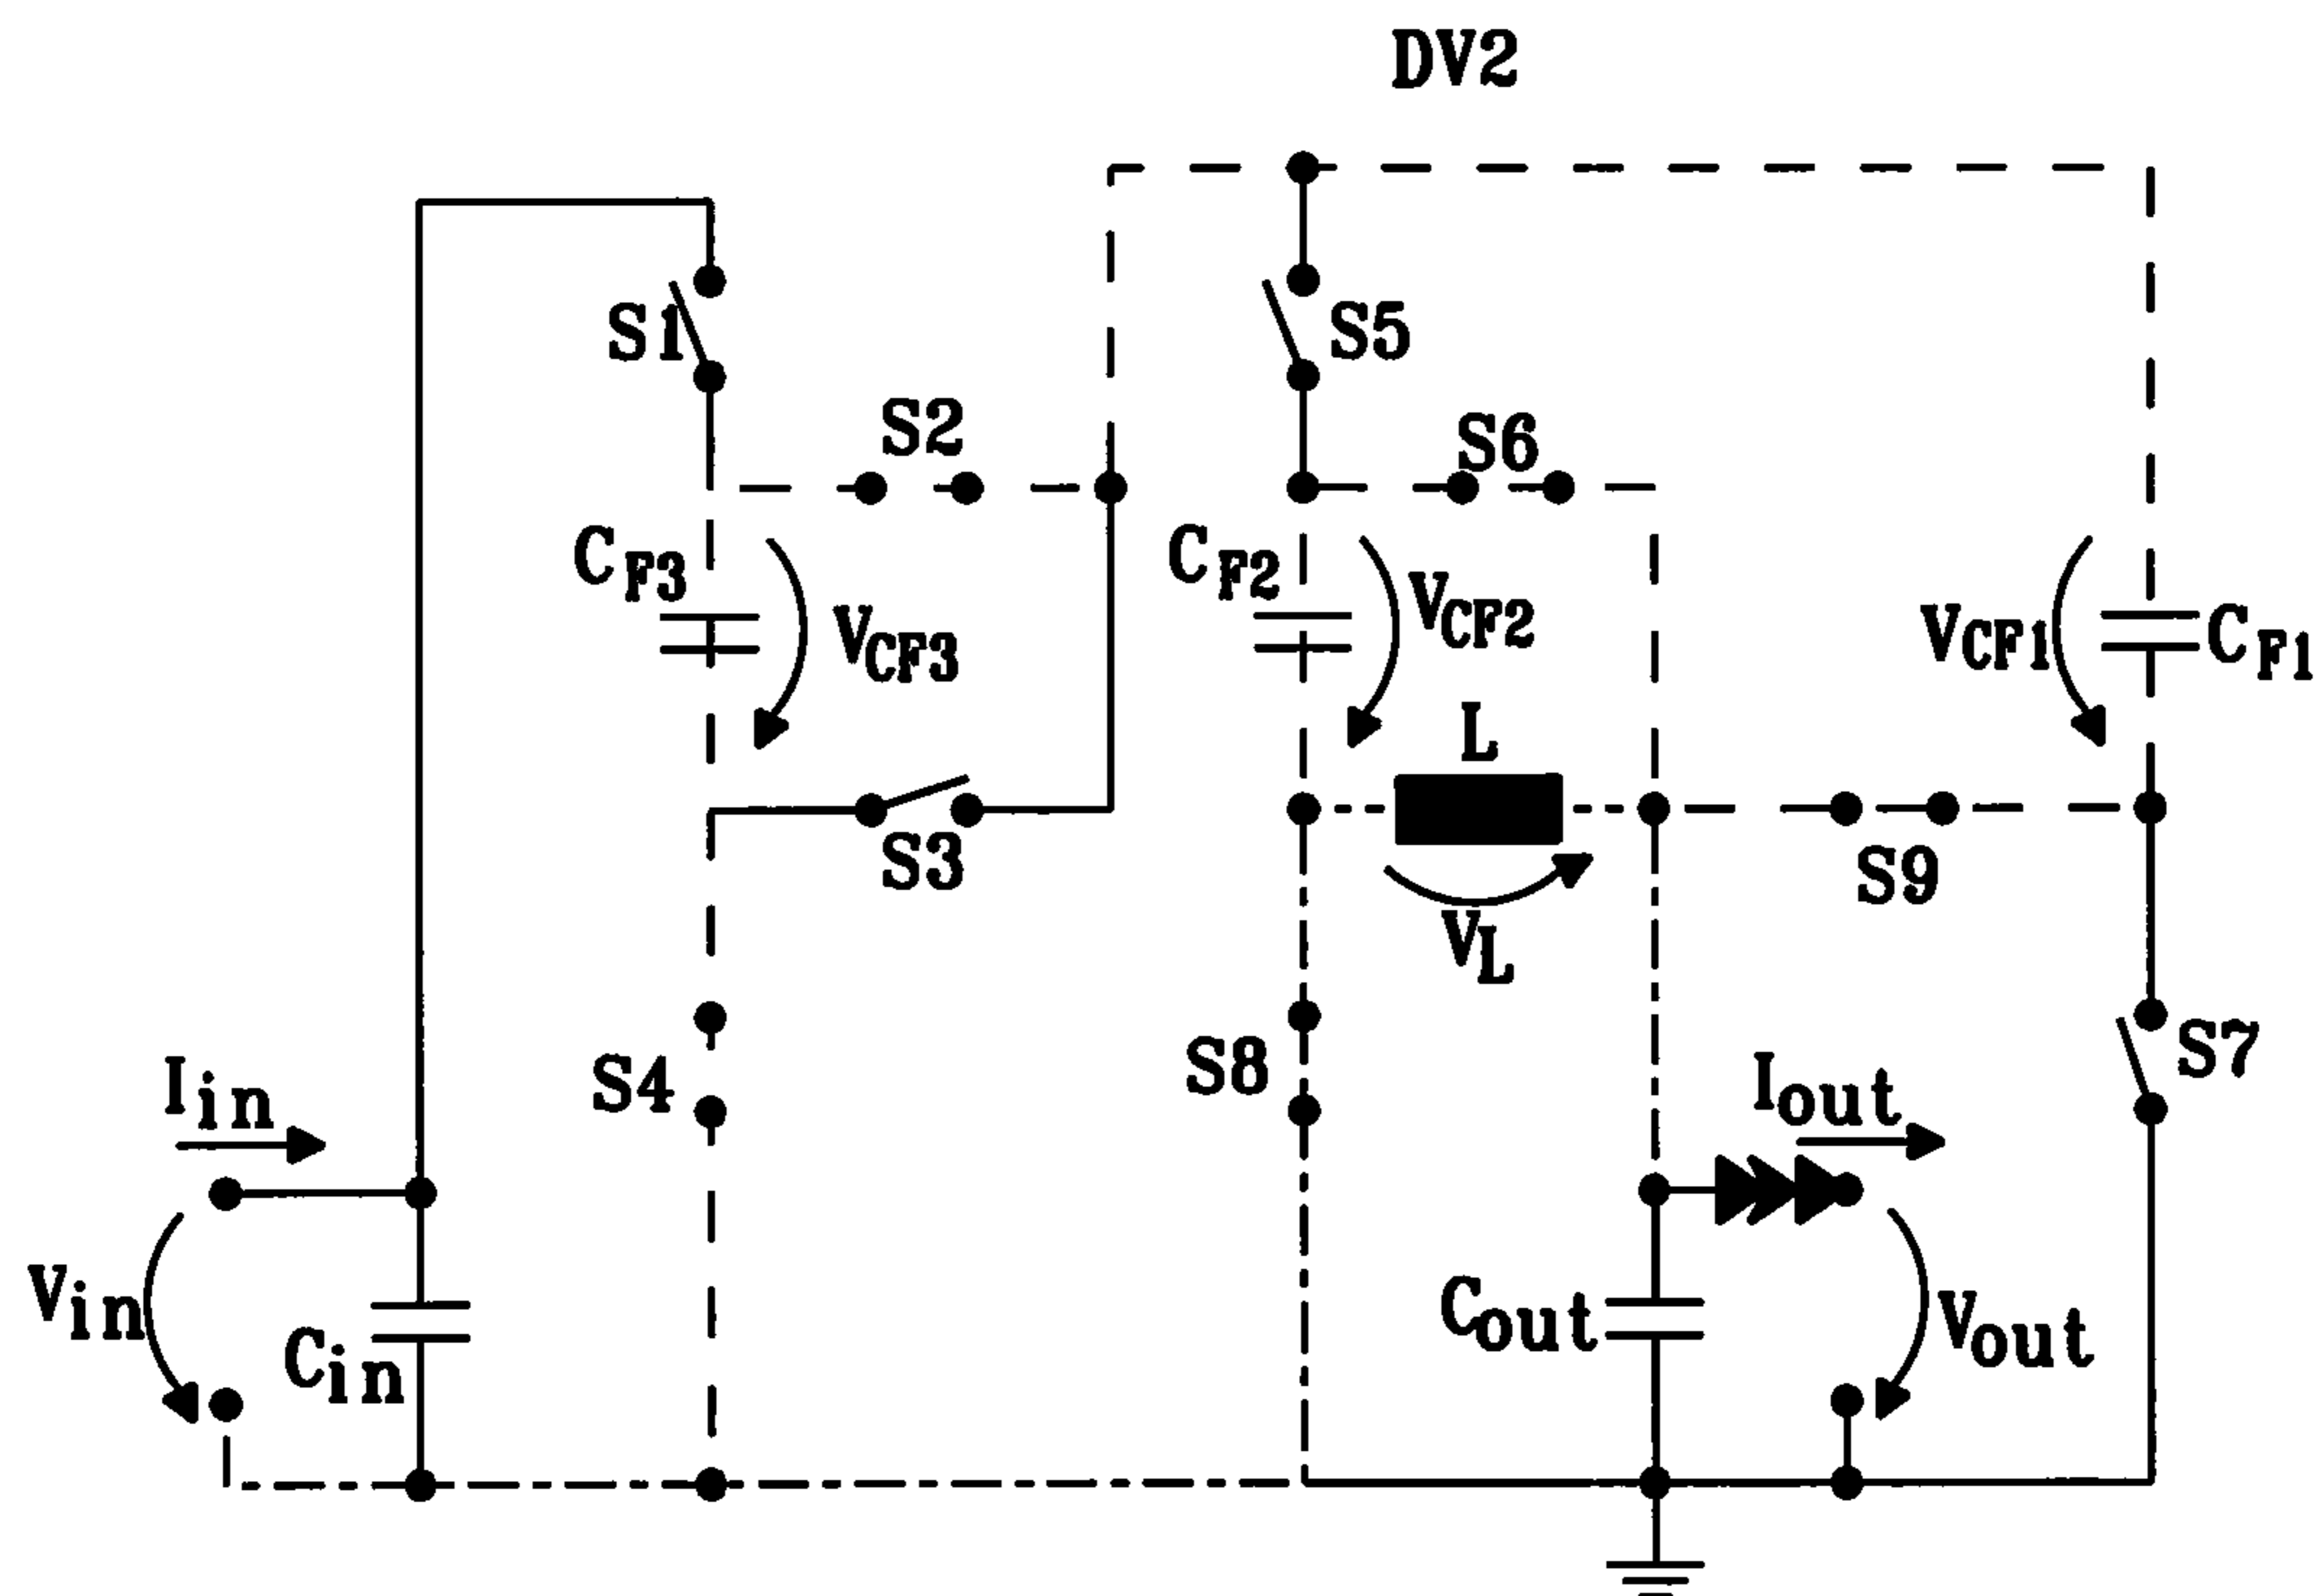 DV2
S1
S5
S2
S6
CF3
VCF3
CF2
VCF2
VCF1
CF1
L
S3
S9
VL
S4
S8
S7
Iin
Iout
Vin
Cin
Cout
Vout